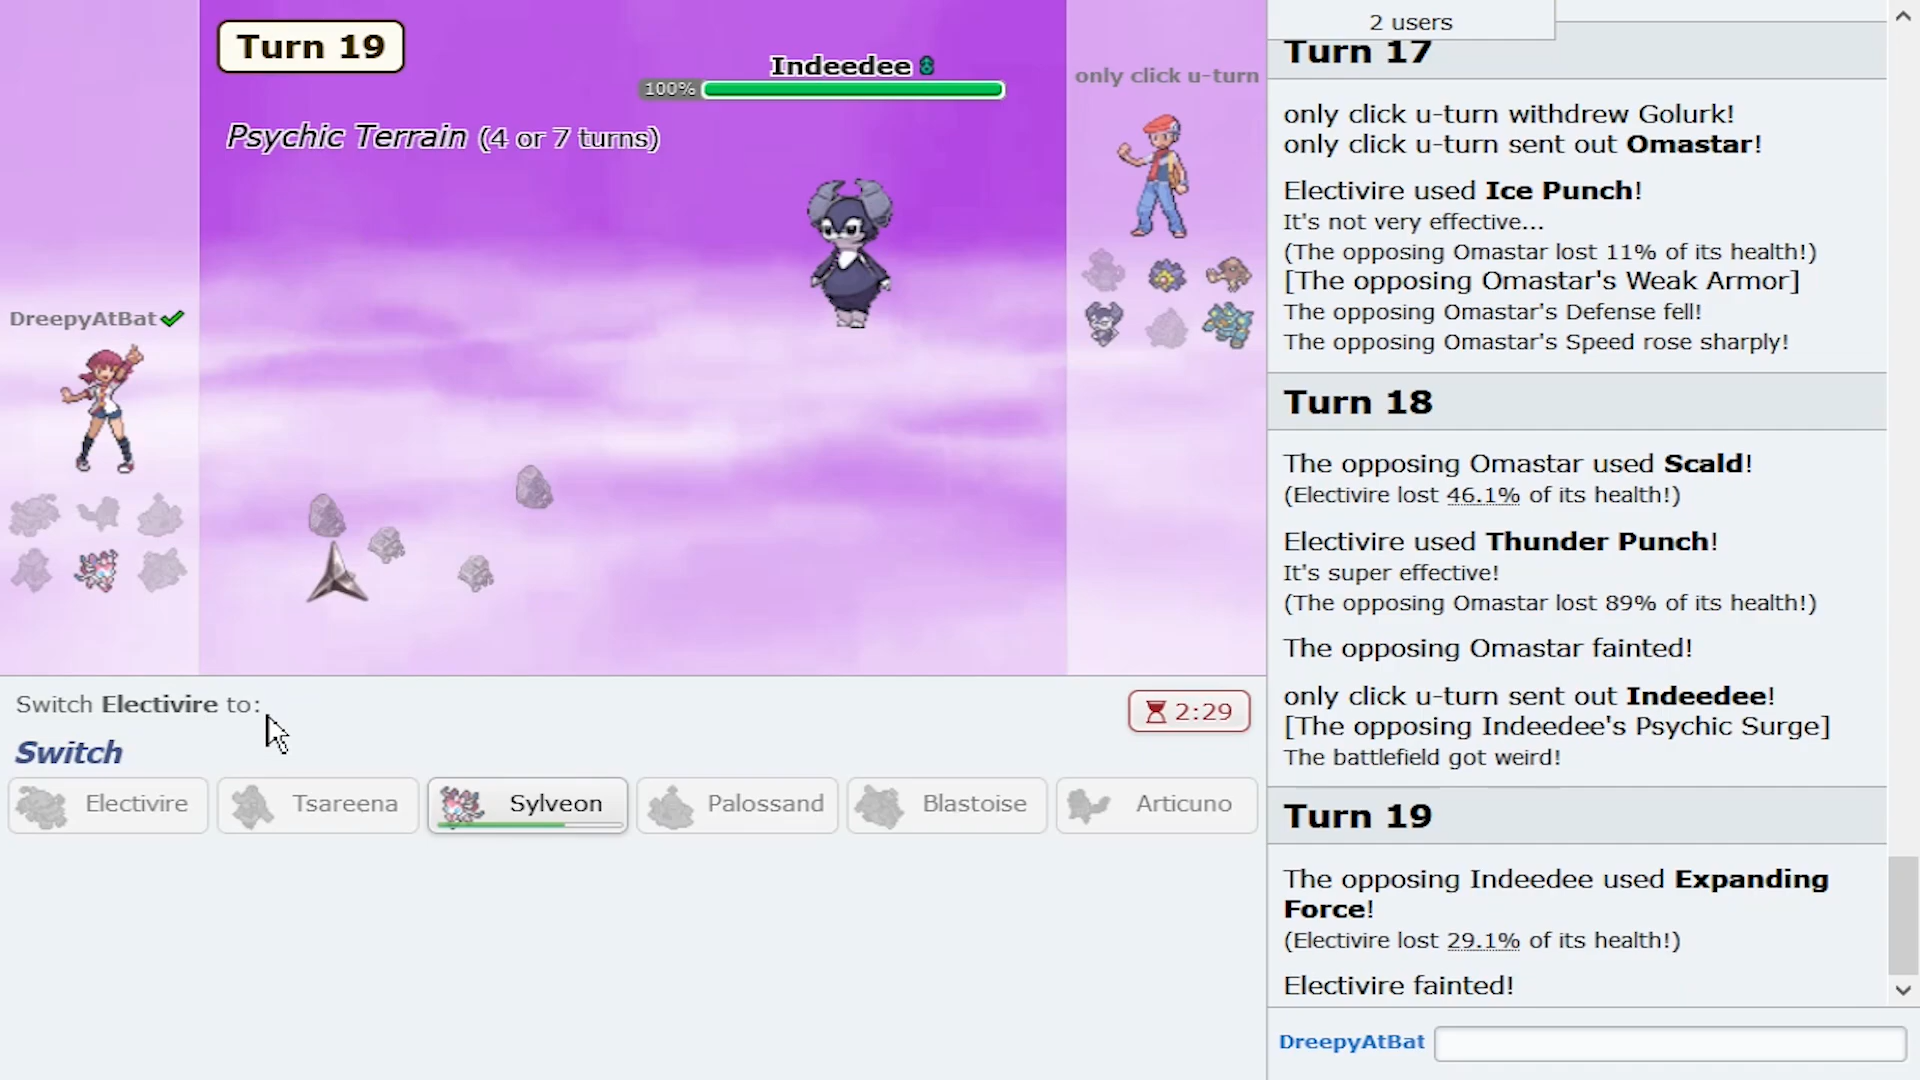 Turn 19
Indeedee
100%
only click u-turn
Psychic Terrain (4 or 7 turns)
DreepyAtBat
Switch Electivire to:
2:29
Switch
Electivire
Tsareena
Sylveon
Palossand
Blastoise
Articuno
2 users
Turn 17
only click u-turn withdrew Golurk!
only click u-turn sent out Omastar!
Electivire used Ice Punch!
It's not very effective...
(The opposing Omastar lost 11% of its health!)
[The opposing Omastar's Weak Armor]
The opposing Omastar's Defense fell!
The opposing Omastar's Speed rose sharply!
Turn 18
The opposing Omastar used Scald!
(Electivire lost 46.1% of its health!)
Electivire used Thunder Punch!
It's super effective!
(The opposing Omastar lost 89% of its health!)
The opposing Omastar fainted!
only click u-turn sent out Indeedee!
[The opposing Indeedee's Psychic Surge]
The battlefield got weird!
Turn 19
The opposing Indeedee used Expanding
Force!
(Electivire lost 29.1% of its health!)
Electivire fainted!
DreepyAtBat